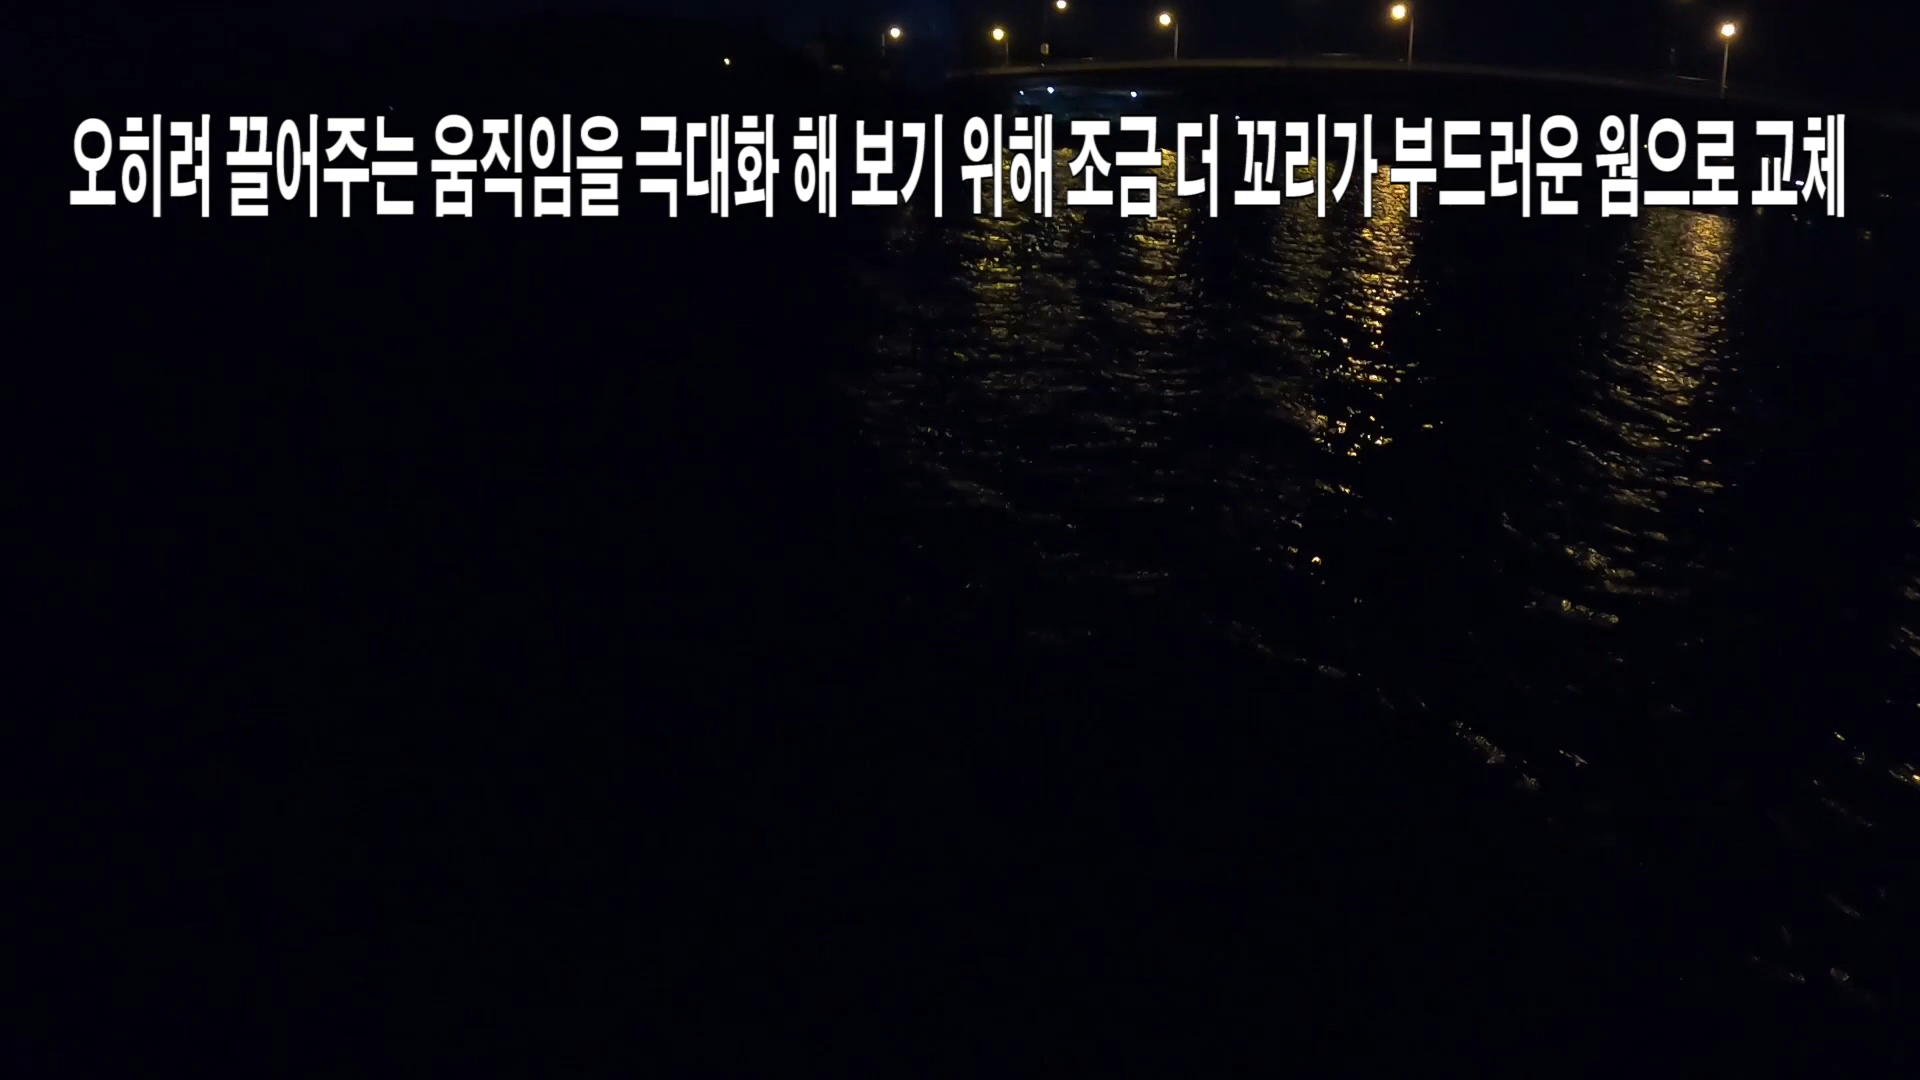 오히려 끌어주는 움직임을 극대화 해 보기 위해 조금 더 꼬리가 부드러운 웜으로 교체